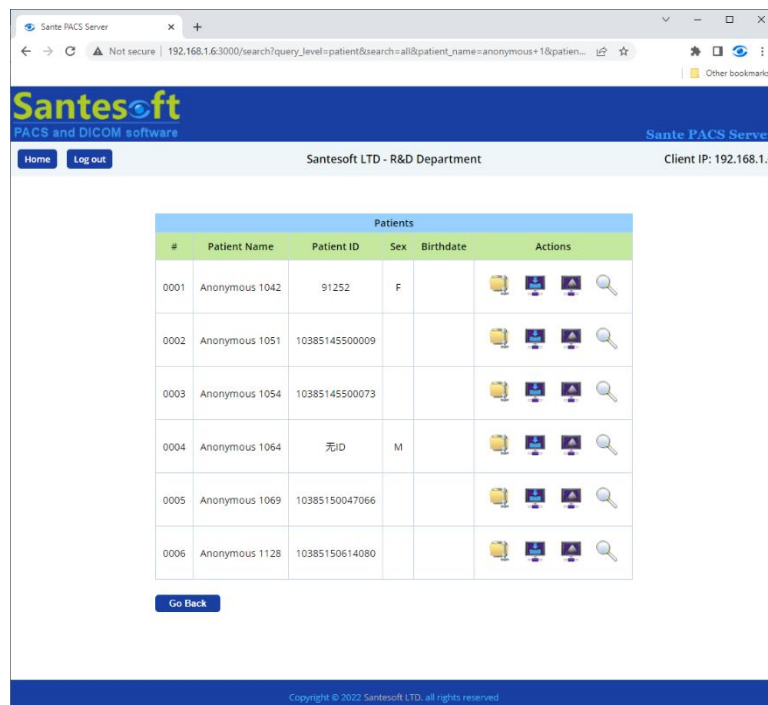 Sante PACS Server
Not secure 192.168.1.6:3000/search?query_level=patient&search=all&patient_name=anonymous+1&patien...
Other bookmarks
Santesoft
PACS and DICOM software
Sante PACS Server
Home Log out Santesoft LTD - R&D Department Client IP: 192.168.1.
Patients
# Patient Name Patient ID Sex Birthdate Actions
0001 Anonymous 1042 91252 F
0002 Anonymous 1051 10385145500009
0003 Anonymous 1054 10385145500073
0004 Anonymous 1064 无ID M
0005 Anonymous 1069 10385150047066
0006 Anonymous 1128 10385150614080
Go Back
Copyright © 2022 Santesoft LTD. all rights reserved